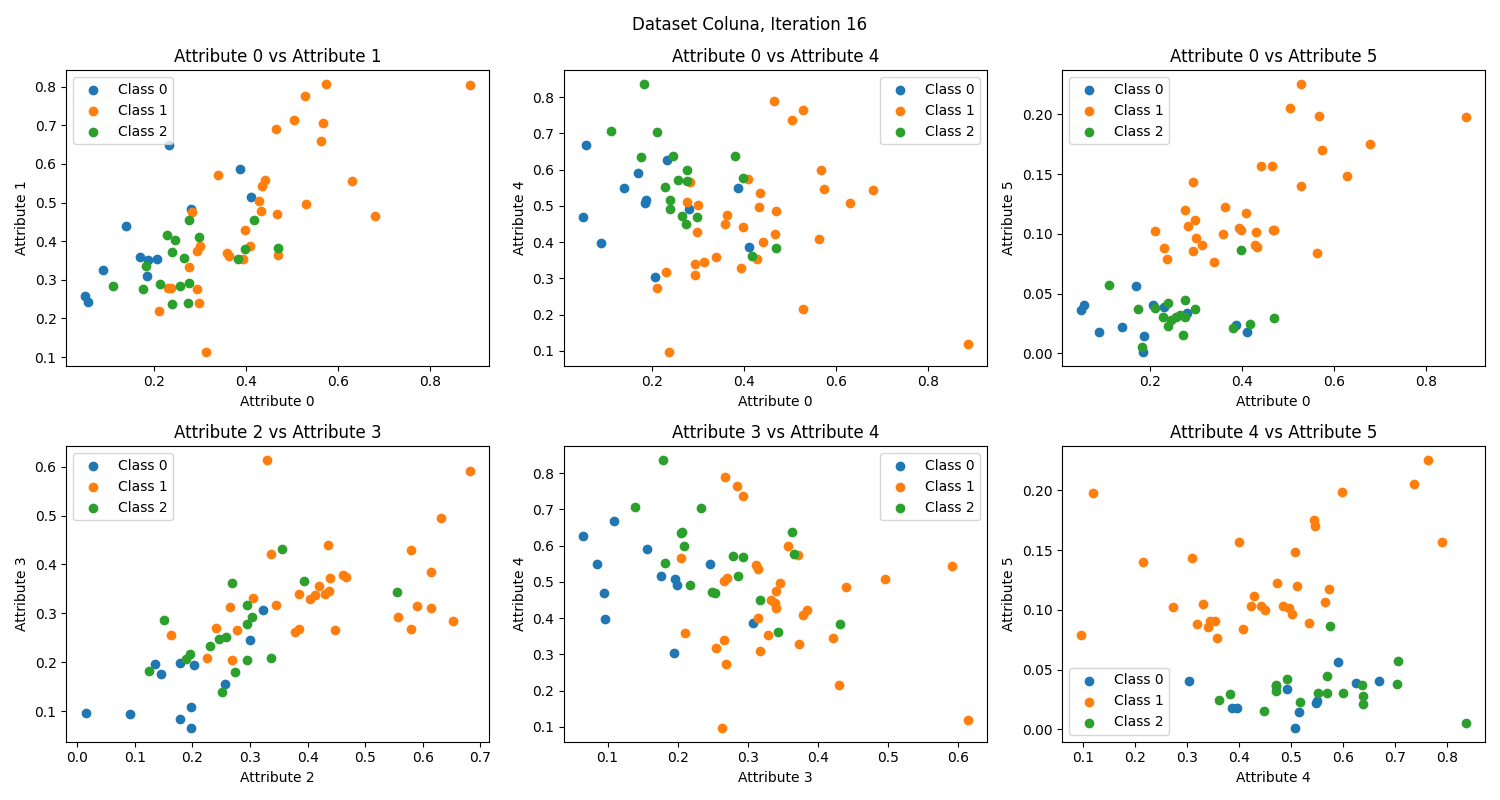 Dataset Coluna, Iteration 16
Attribute 0 vs Attribute 1
Class 0
Class 1
Class 2
0.8
0.7
0.6
0.5
0.4
0.3
0.2
0.1
Attribute 1
0.2 0.4 0.6 0.8
Attribute 0
Attribute 0 vs Attribute 4
Class 0
Class 1
Class 2
0.8
0.7
0.6
0.5
0.4
0.3
0.2
0.1
Attribute 4
0.2 0.4 0.6 0.8
Attribute 0
Attribute 0 vs Attribute 5
Class 0
Class 1
Class 2
0.20
0.15
0.10
0.05
0.00
Attribute 5
0.2 0.4 0.6 0.8
Attribute 0
Attribute 2 vs Attribute 3
Class 0
Class 1
Class 2
0.6
0.5
0.4
0.3
0.2
0.1
Attribute 3
0.0 0.1 0.2 0.3 0.4 0.5 0.6 0.7
Attribute 2
Attribute 3 vs Attribute 4
Class 0
Class 1
Class 2
0.8
0.7
0.6
0.5
0.4
0.3
0.2
0.1
Attribute 4
0.1 0.2 0.3 0.4 0.5 0.6
Attribute 3
Attribute 4 vs Attribute 5
0.20
0.15
0.10
0.05
0.00
Attribute 5
Class 0
Class 1
Class 2
0.1 0.2 0.3 0.4 0.5 0.6 0.7 0.8
Attribute 4